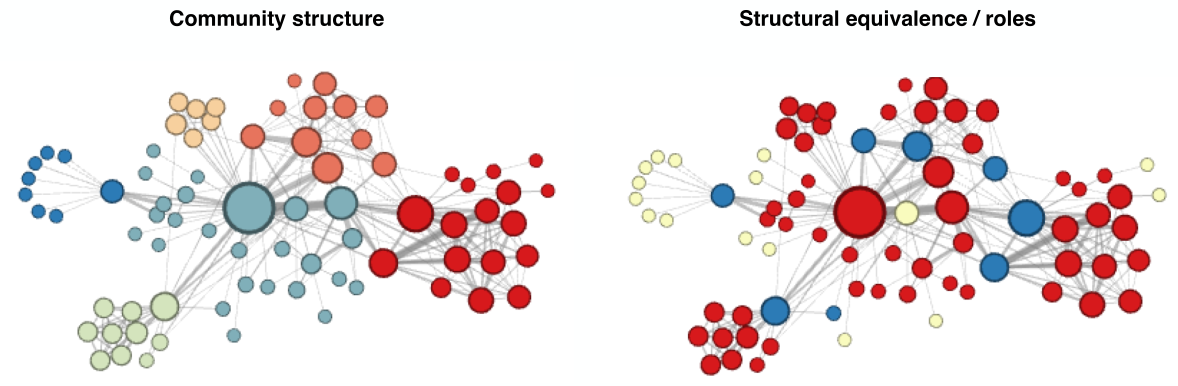 Community structure
Structural equivalence / roles